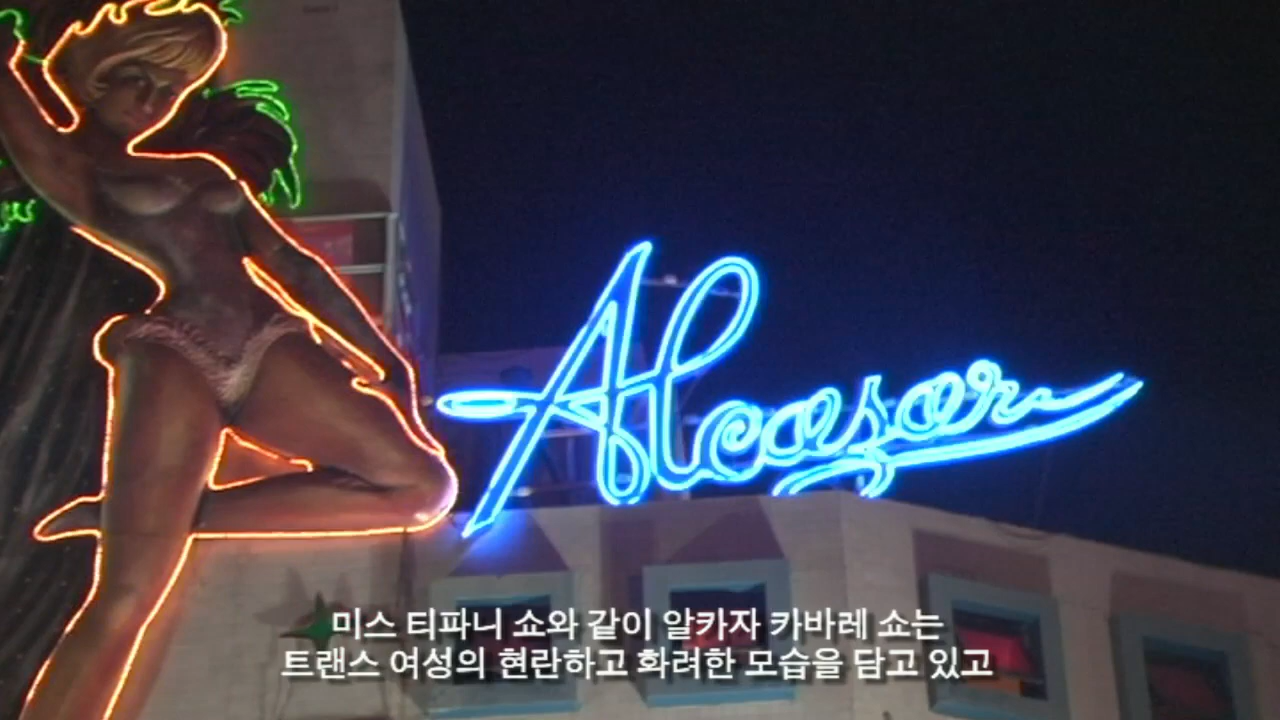 Alcazar
미스 티파니 쇼와 같이 알카자 카바레 쇼는
트랜스 여성의 현란하고 화려한 모습을 담고 있고